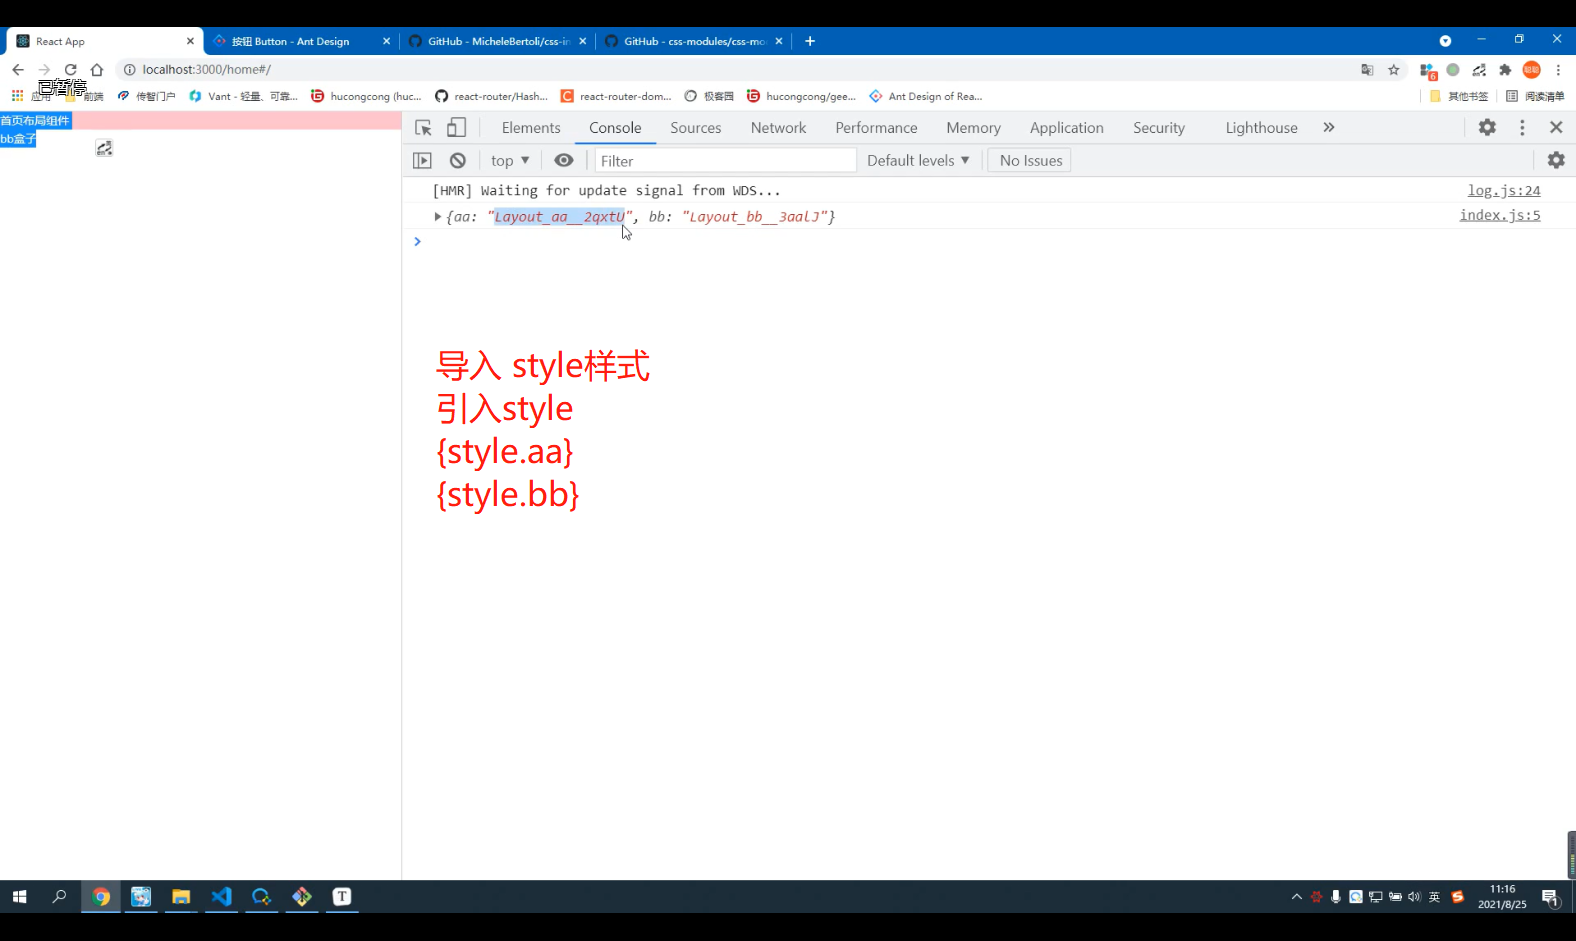 React App
按钮 Button - Ant Design
GitHub - MicheleBertoli/css-in
GitHub - css-modules/css-mo
localhost:3000/home#/
已暂停
应用
前端
传智门户
Vant - 轻量、可靠...
hucongcong (huc...
react-router/Hash...
react-router-dom...
极客园
hucongcong/gee...
Ant Design of Rea...
其他书签
阅读清单
首页布局组件
bb盒子
Elements
Console
Sources
Network
Performance
Memory
Application
Security
Lighthouse
top
Filter
Default levels
No Issues
[HMR] Waiting for update signal from WDS...
log.js:24
{aa: "Layout_aa__2qxtU", bb: "Layout_bb__3aalJ"}
index.js:5
导入 style样式
引入style
{style.aa}
{style.bb}
英
11:16
2021/8/25